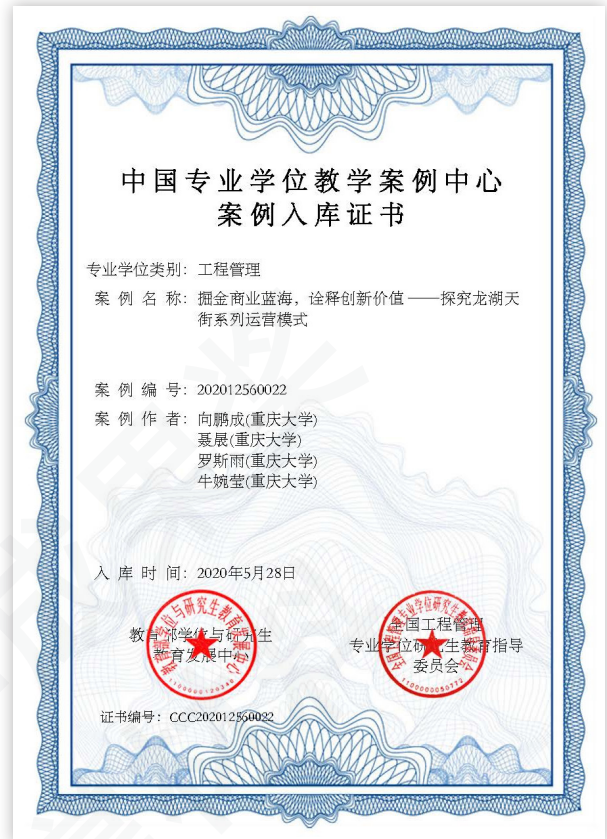 中国专业学位教学案例中心
案例入库证书
专业学位类别：工程管理
案例名称：掘金商业蓝海，诠释创新价值——探究龙湖天
街系列运营模式
案例编号：202012560022
案例作者：向鹏成(重庆大学)
聂展(重庆大学)
罗斯雨(重庆大学)
牛婉莹(重庆大学)
入库时间：2020年5月28日
教育部学位与研究生
教育发展中心
全国工程管理
专业学位研究生教育指导
委员会
证书编号：CCC202012560022